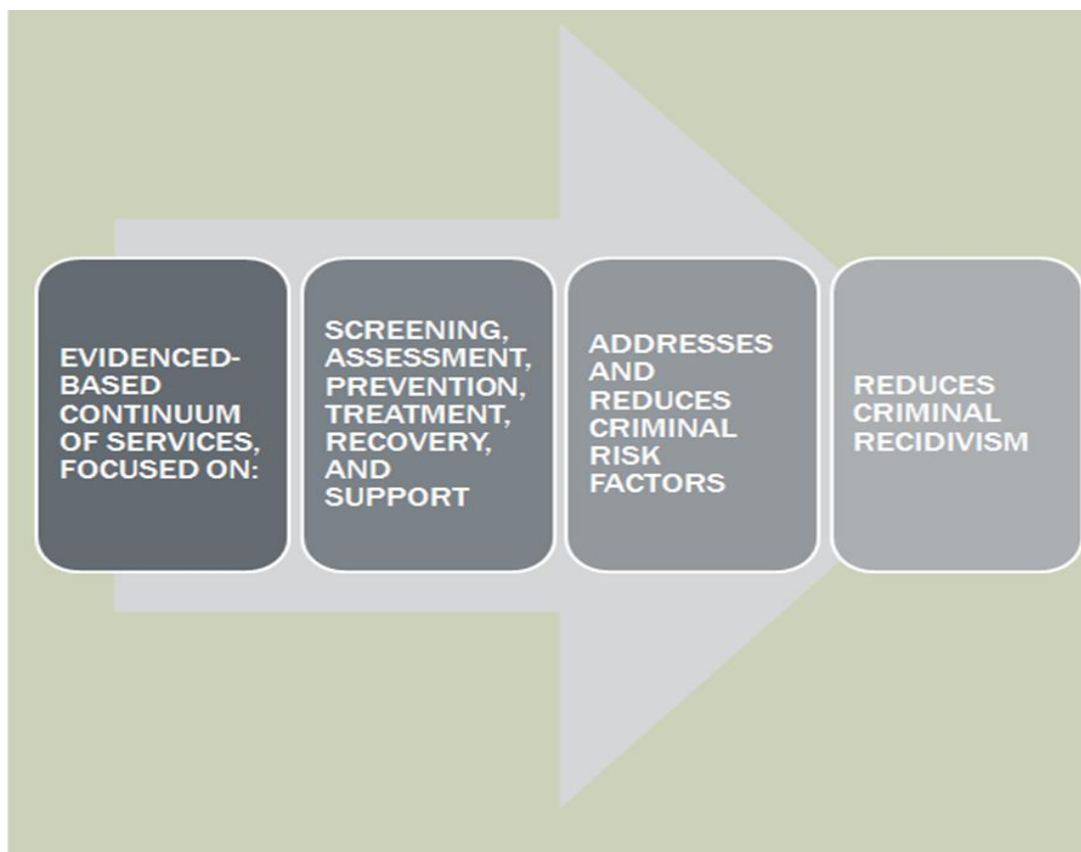 EVIDENCED-
BASED
CONTINUUM
OF SERVICES,
FOCUSED ON:
SCREENING,
ASSESSMENT,
PREVENTION,
TREATMENT,
RECOVERY,
AND
SUPPORT
ADDRESSES
AND
REDUCES
CRIMINAL
RISK
FACTORS
REDUCES
CRIMINAL
RECIDIVISM